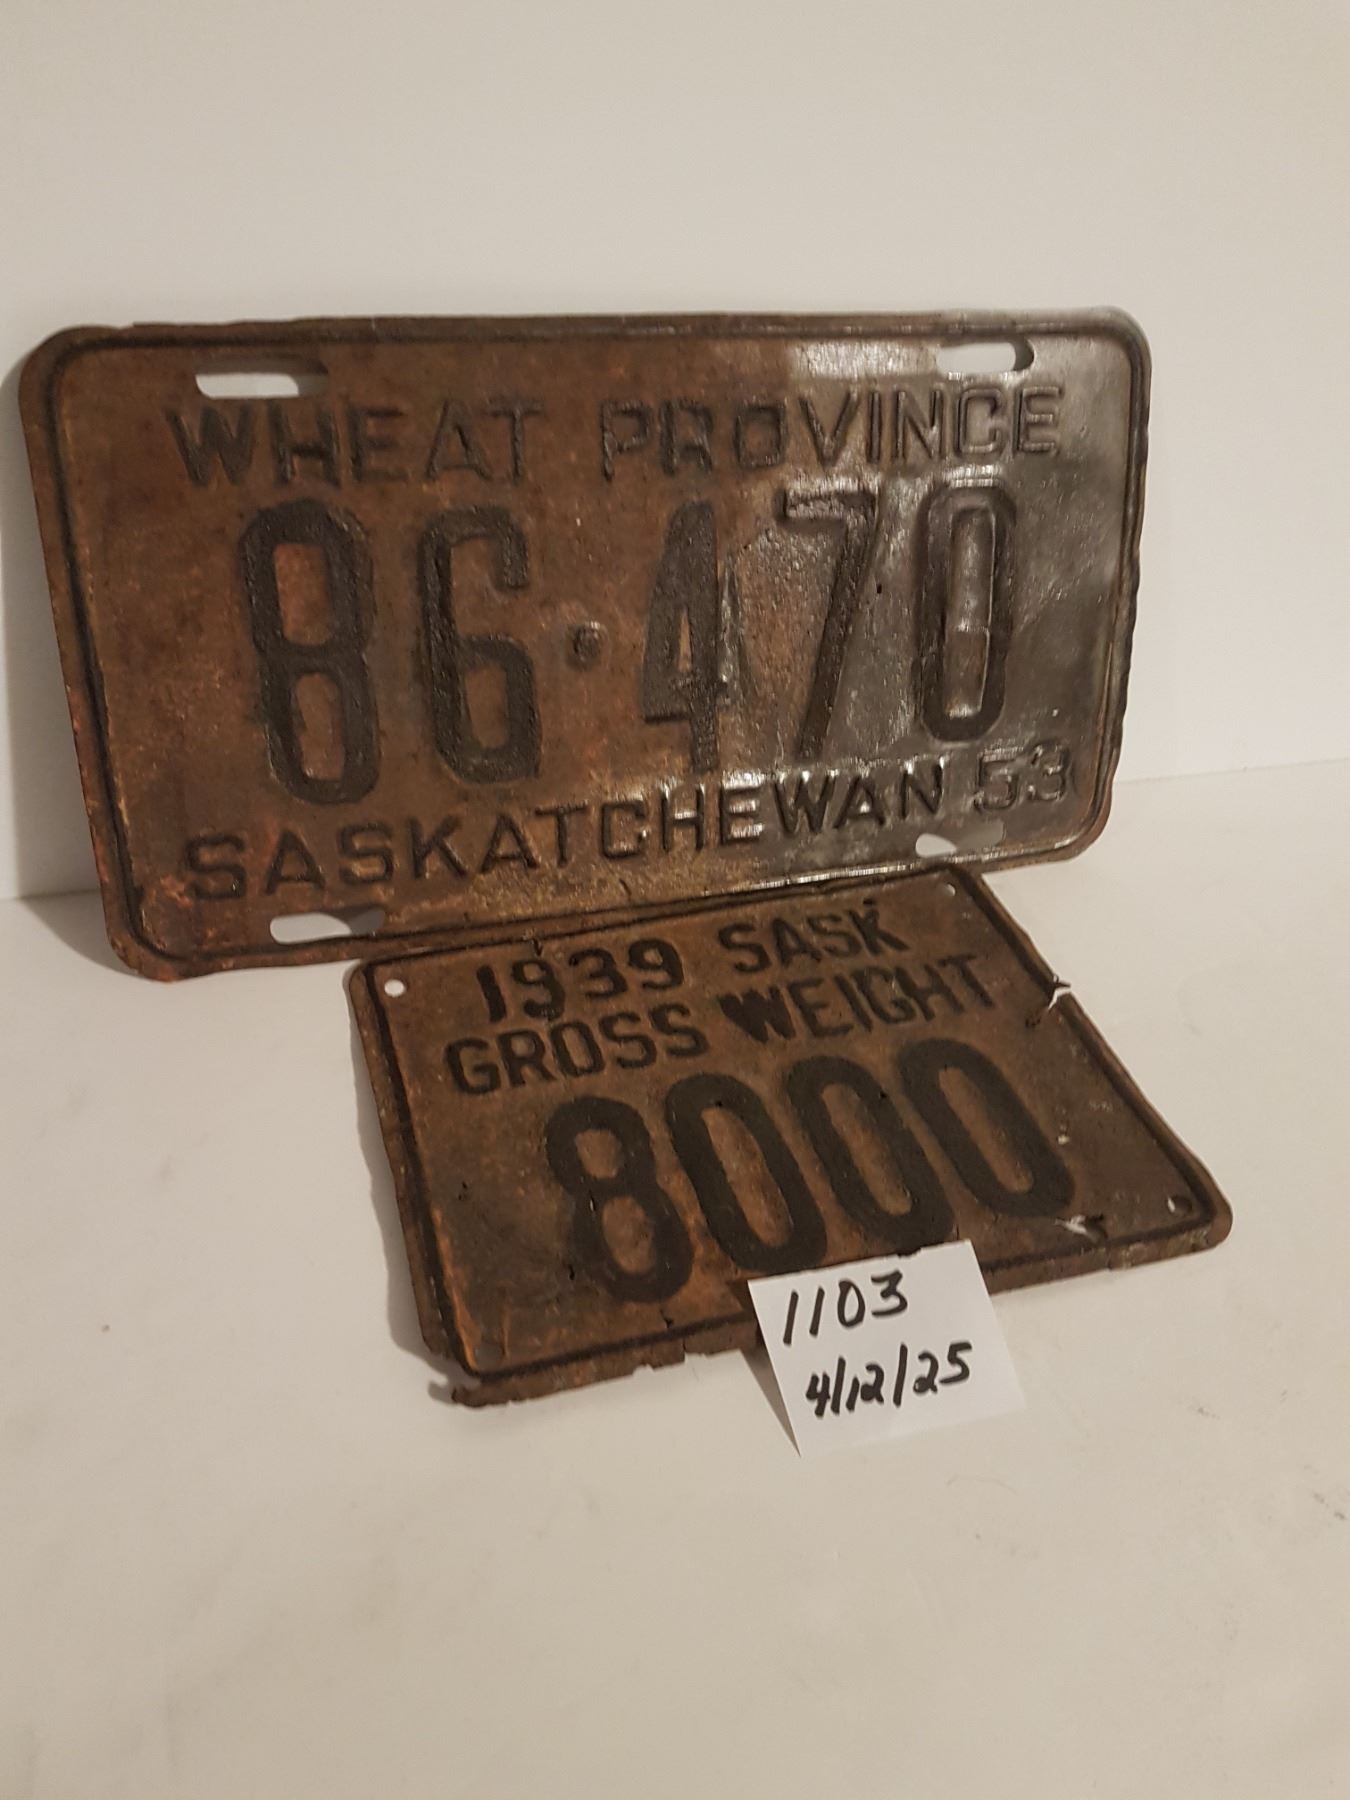 WHEAT PROVINCE
86·470
SASKATCHEWAN 53
1939 SASK
GROSS WEIGHT
8000
1103
4/12/25